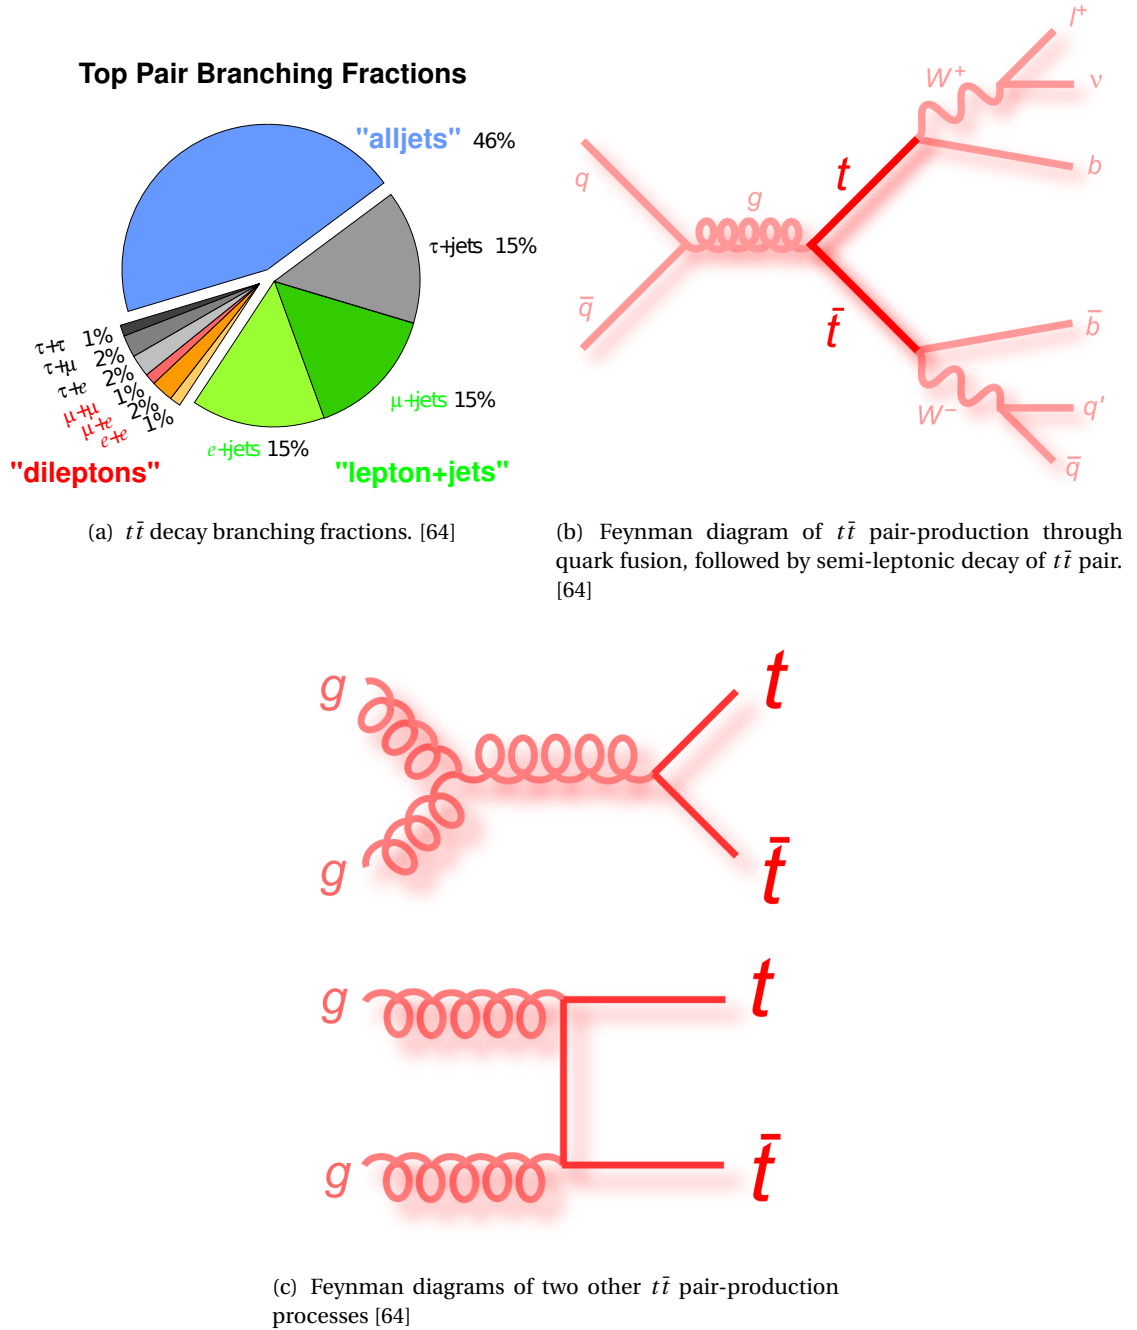 Top Pair Branching Fractions
"alljets" 46%
τ+jets 15%
μ+jets 15%
e+jets 15%
"lepton+jets"
τ+τ 1%
τ+μ 2%
τ+e 2%
μ+μ 1%
μ+e 2%
e+e 1%
"dileptons"
(a) tt̄ decay branching fractions. [64]
q
q̄
g
t
t̄
W⁺
l⁺
ν
b
b̄
W⁻
q'
q̄
(b) Feynman diagram of tt̄ pair-production through
quark fusion, followed by semi-leptonic decay of tt̄ pair.
[64]
g
g
t
t̄
g
g
t
t̄
(c) Feynman diagrams of two other tt̄ pair-production
processes [64]